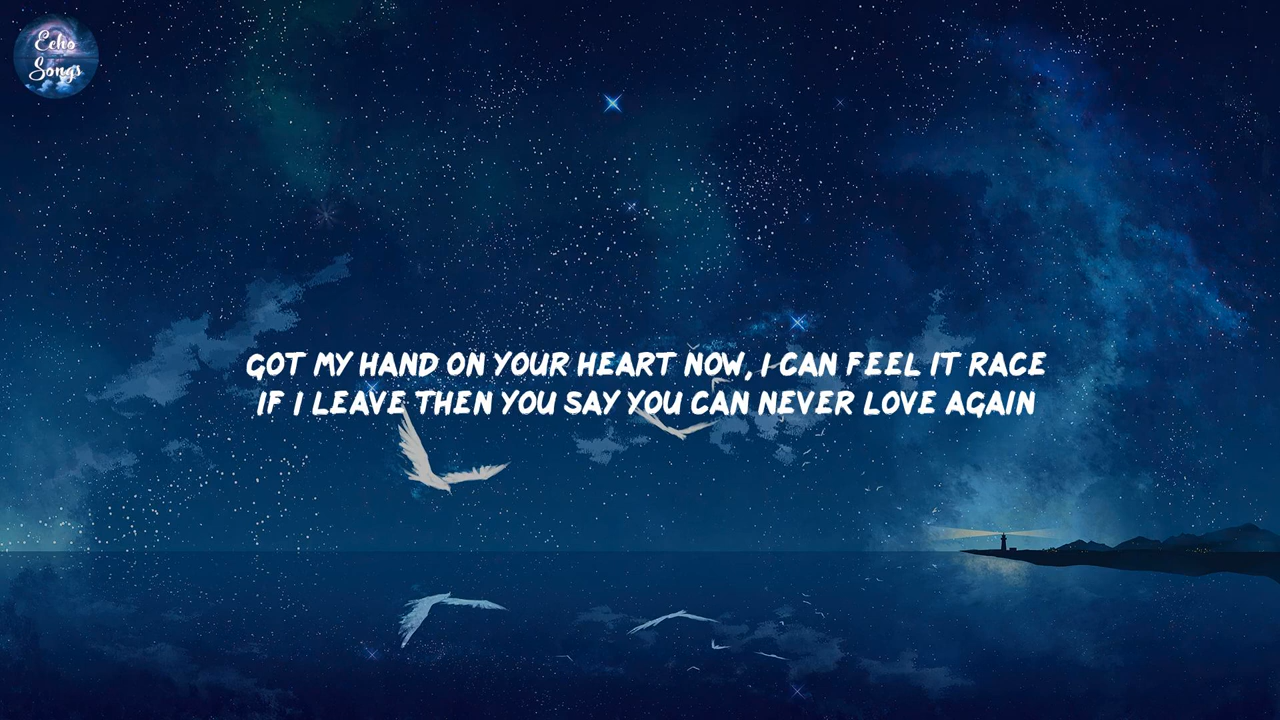 Echo
Songs
GOT MY HAND ON YOUR HEART NOW, I CAN FEEL IT RACE
IF I LEAVE THEN YOU SAY YOU CAN NEVER LOVE AGAIN